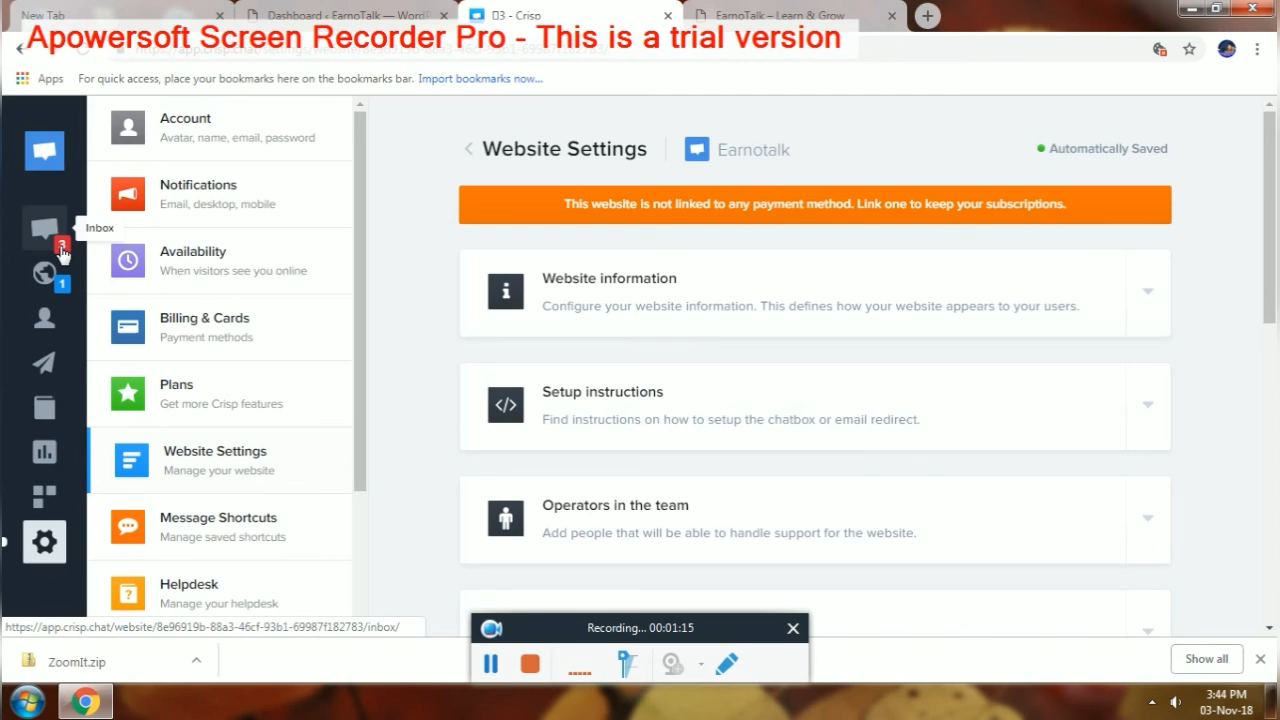 New Tab
Dashboard ‹ EarnoTalk — WordP
3 - Crisp
EarnoTalk – Learn & Grow
Apowersoft Screen Recorder Pro - This is a trial version
Apps
For quick access, place your bookmarks here on the bookmarks bar.
Import bookmarks now...
Account
Avatar, name, email, password
Notifications
Email, desktop, mobile
Inbox
3
1
Availability
When visitors see you online
Billing & Cards
Payment methods
Plans
Get more Crisp features
Website Settings
Manage your website
Message Shortcuts
Manage saved shortcuts
Helpdesk
Manage your helpdesk
Website Settings
Earnotalk
Automatically Saved
This website is not linked to any payment method. Link one to keep your subscriptions.
Website information
Configure your website information. This defines how your website appears to your users.
Setup instructions
Find instructions on how to setup the chatbox or email redirect.
Operators in the team
Add people that will be able to handle support for the website.
https://app.crisp.chat/website/8e96919b-88a3-46cf-93b1-69987f182783/inbox/
Recording... 00:01:15
ZoomIt.zip
Show all
3:44 PM
03-Nov-18